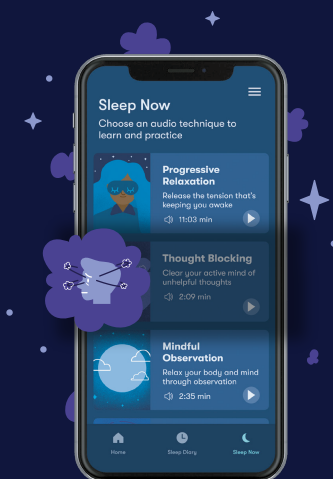 Sleep Now
Choose an audio technique to
learn and practice
Progressive
Relaxation
Release the tension that's
keeping you awake
11:03 min
Thought Blocking
Clear your active mind of
unhelpful thoughts
2:09 min
Mindful
Observation
Relax your body and mind
through observation
2:35 min
Home
Sleep Diary
Sleep Now